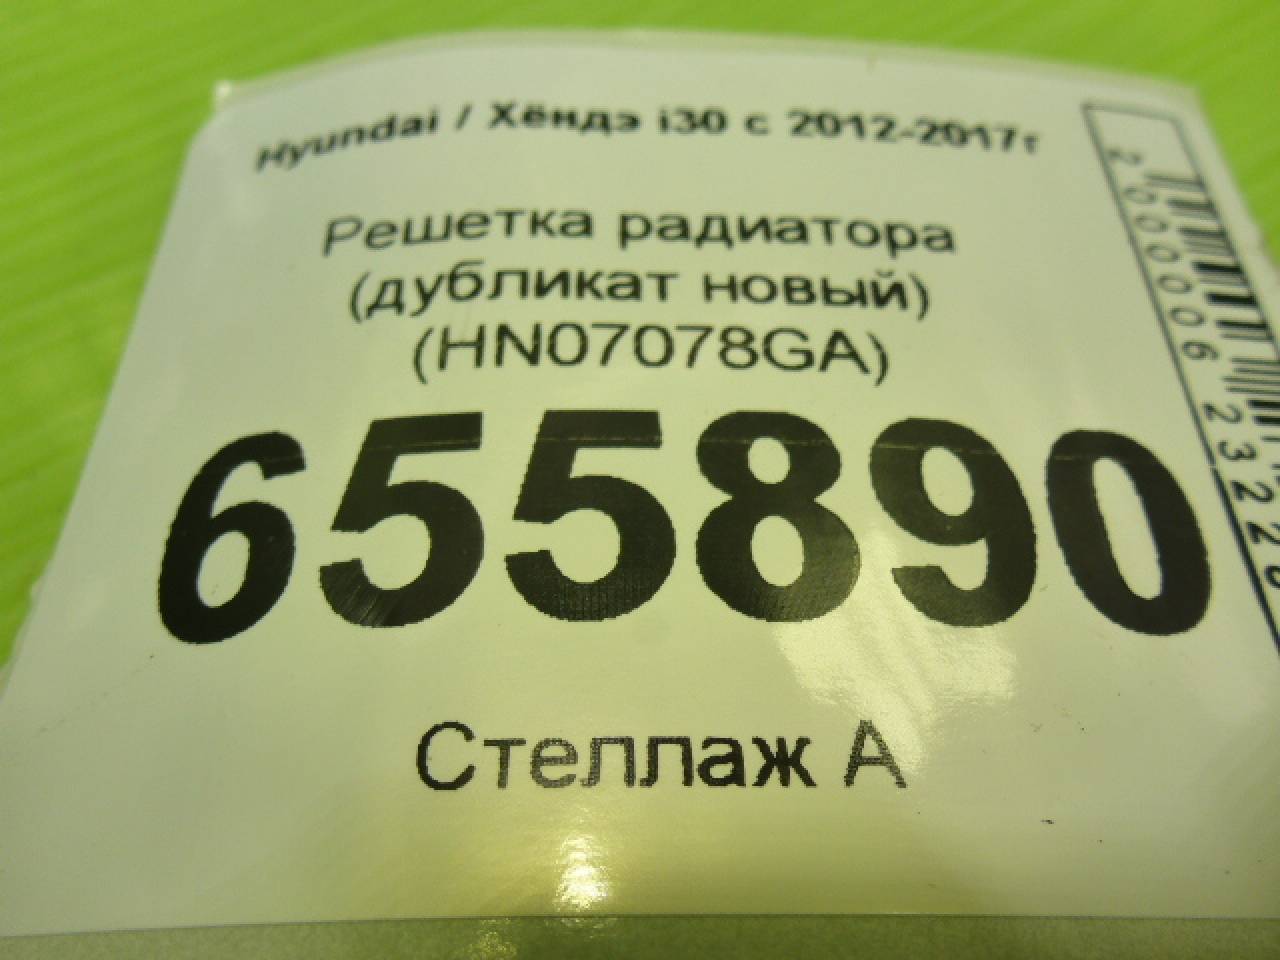 Hyundai / Хёндэ i30 с 2012-2017г
Решетка радиатора
(дубликат новый)
(HN07078GA)
655890
Стеллаж А
2000006232226